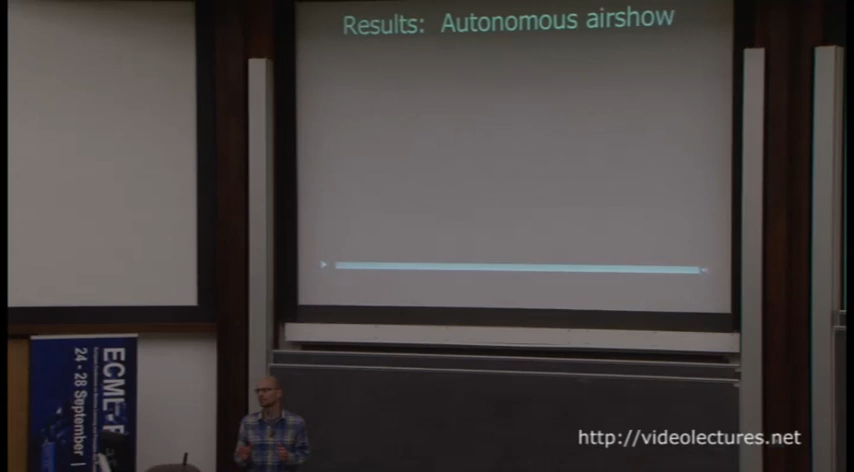 Results: Autonomous airshow
ECML-
24 - 28 September
http://videolectures.net